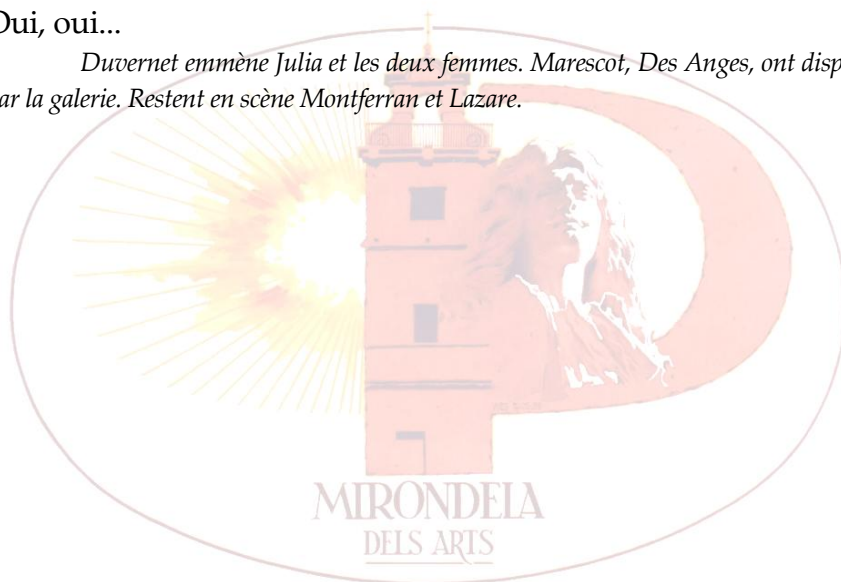 Oui, oui...
Duvernet emmène Julia et les deux femmes. Marescot, Des Anges, ont disp
ar la galerie. Restent en scène Montferran et Lazare.
MIRONDELA
DELS ARTS